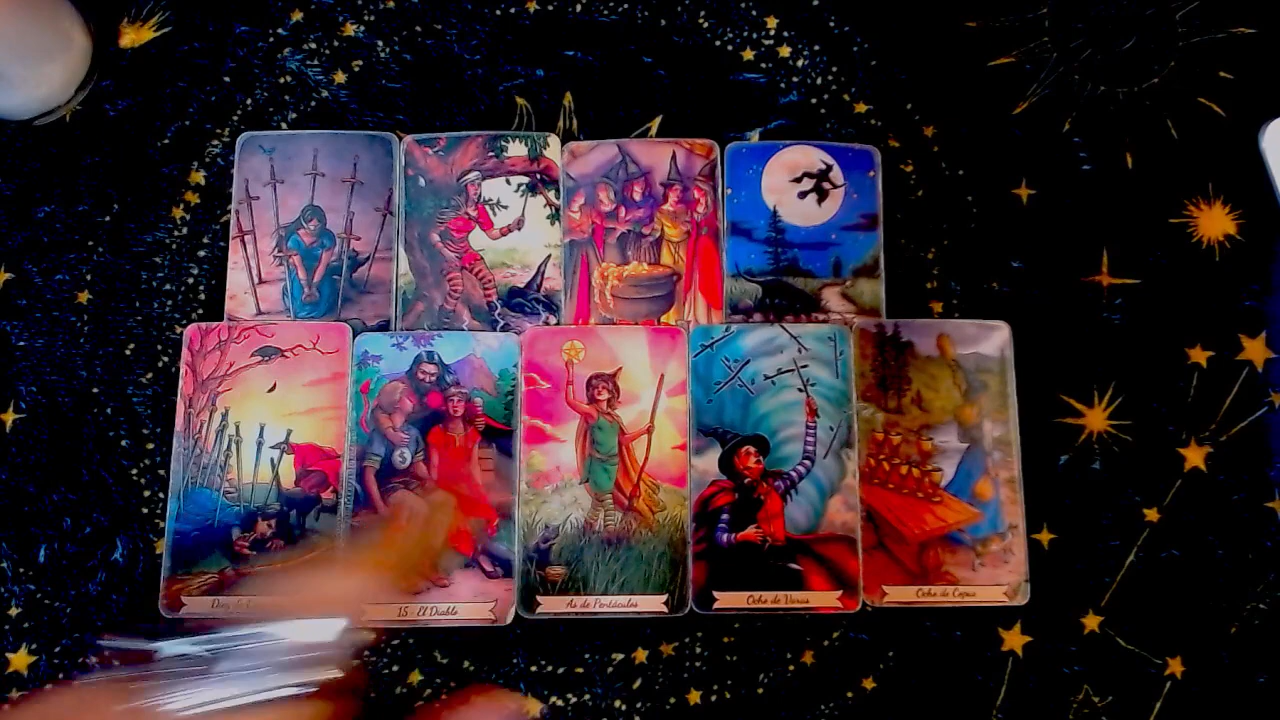 15 - El Diablo
As de Pentáculos
Ocho de Varas
Ocho de Copas